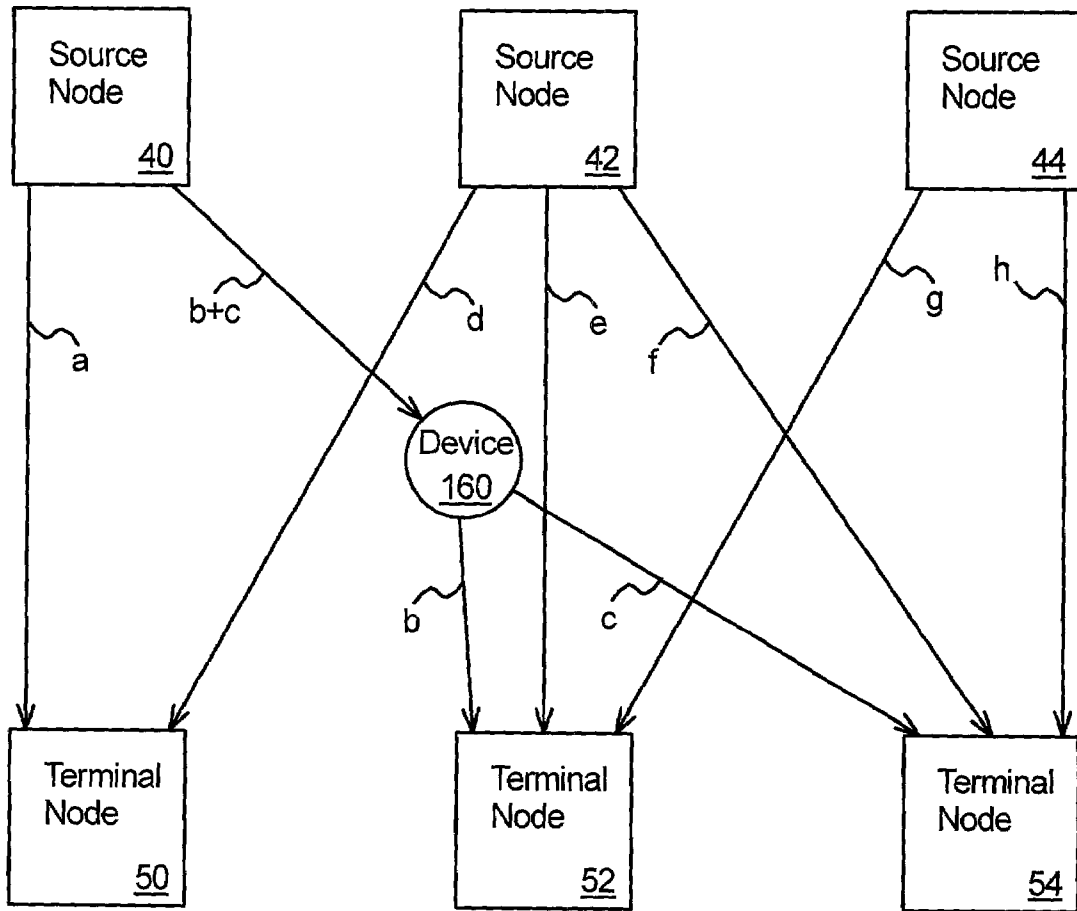 Source
Node
40
Source
Node
42
Source
Node
44
b+c
a
d
e
f
g
h
Device
160
b
c
Terminal
Node
50
Terminal
Node
52
Terminal
Node
54